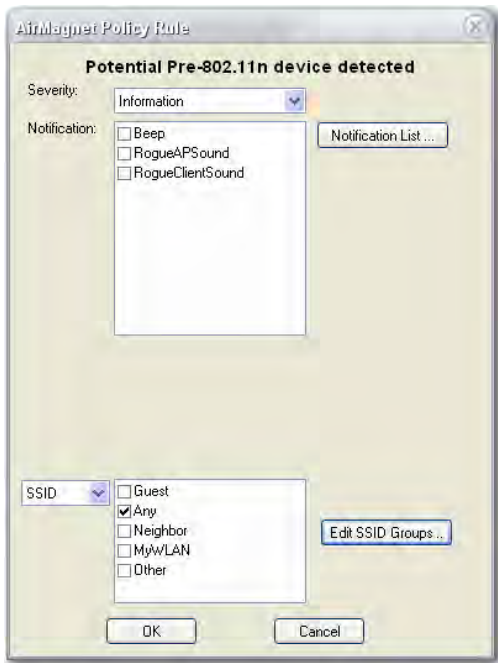 AirMagnet Policy Rule
Potential Pre-802.11n device detected
Severity:
Information
Notification:
Beep
RogueAPSound
RogueClientSound
Notification List ...
SSID
Guest
Any
Neighbor
MyWLAN
Other
Edit SSID Groups ..
OK
Cancel